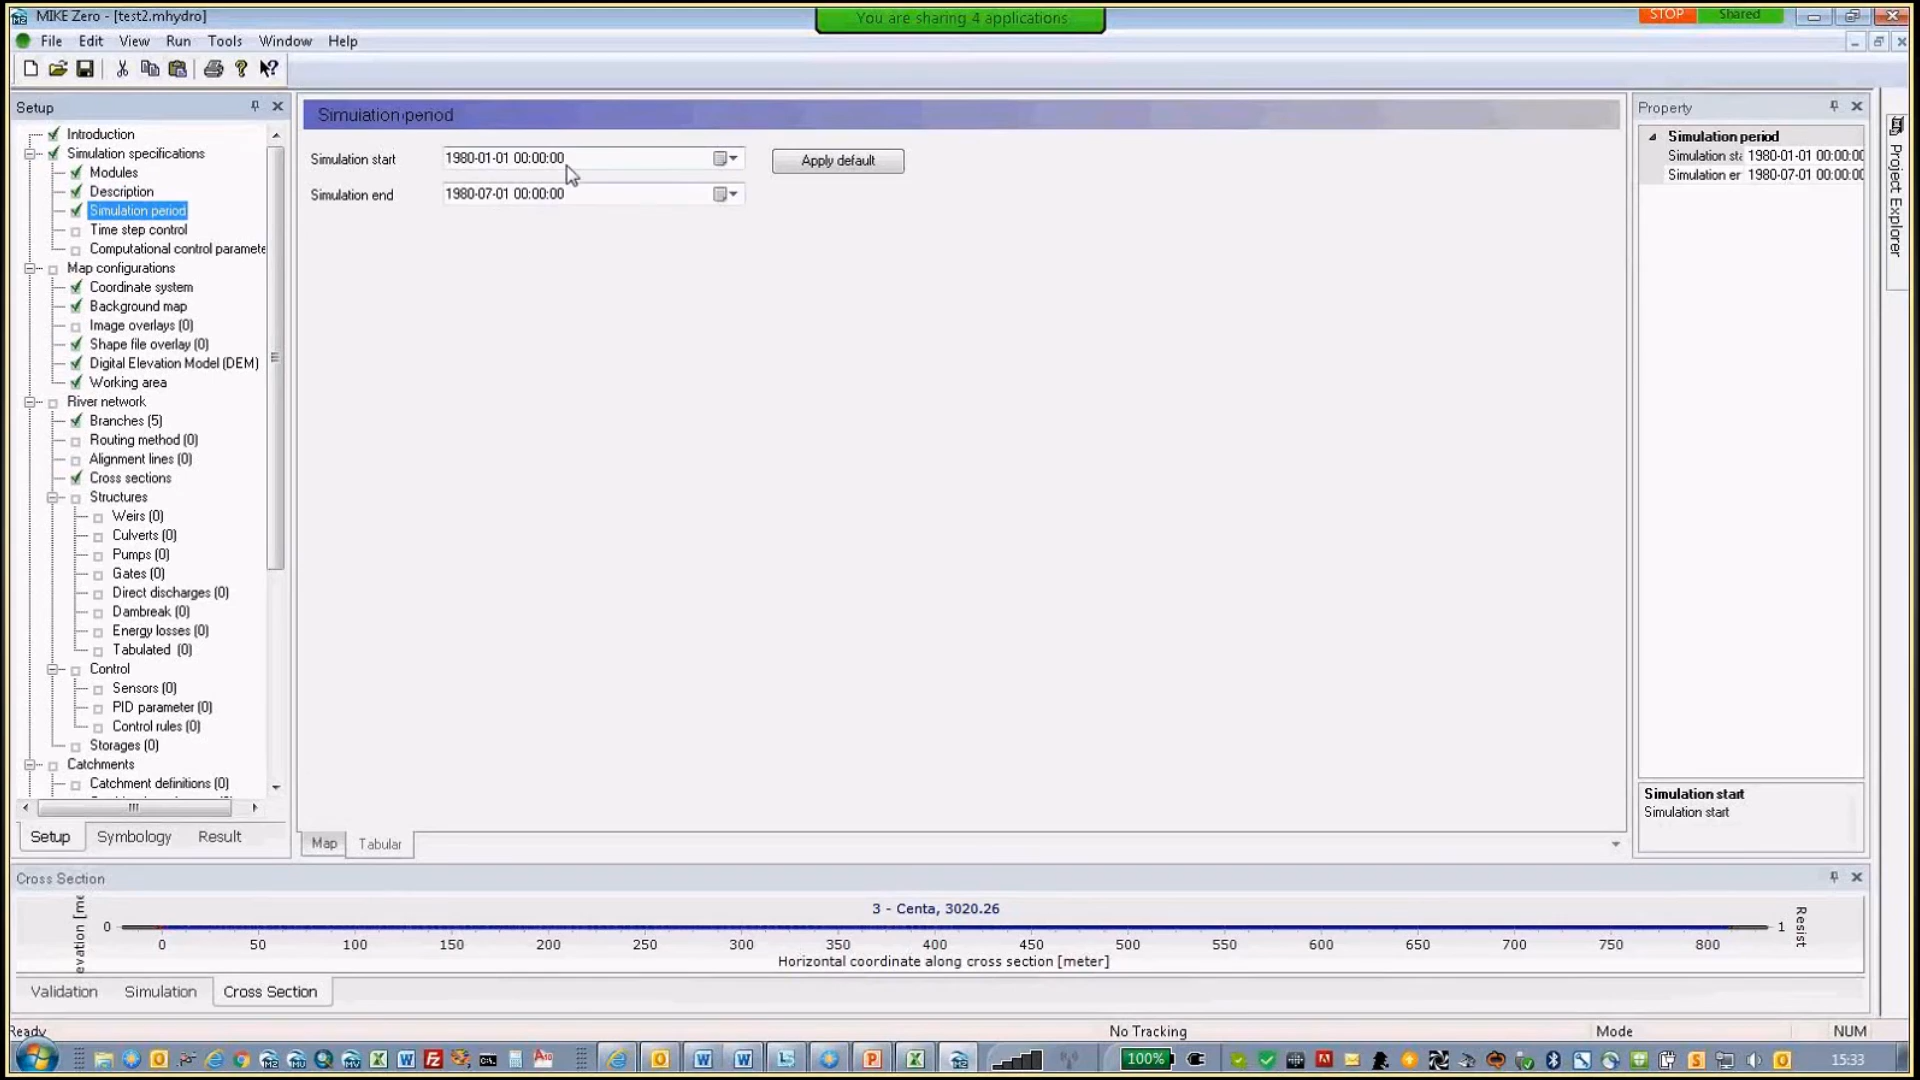 MIKE Zero - [test2.mhydro]
You are sharing 4 applications
STOP
Shared
File Edit View Run Tools Window Help
Setup
Introduction
Simulation specifications
Modules
Description
Simulation period
Time step control
Computational control paramete
Map configurations
Coordinate system
Background map
Image overlays (0)
Shape file overlay (0)
Digital Elevation Model (DEM)
Working area
River network
Branches (5)
Routing method (0)
Alignment lines (0)
Cross sections
Structures
Weirs (0)
Culverts (0)
Pumps (0)
Gates (0)
Direct discharges (0)
Dambreak (0)
Energy losses (0)
Tabulated (0)
Control
Sensors (0)
PID parameter (0)
Control rules (0)
Storages (0)
Catchments
Catchment definitions (0)
Setup Symbology Result
Simulation period
Simulation start 1980-01-01 00:00:00 Apply default
Simulation end 1980-07-01 00:00:00
Map Tabular
Property
Simulation period
Simulation sta 1980-01-01 00:00:00
Simulation er 1980-07-01 00:00:00
Simulation start
Simulation start
Project Explorer
Cross Section
3 - Centa, 3020.26
evation [me
0
1
Resist
0 50 100 150 200 250 300 350 400 450 500 550 600 650 700 750 800
Horizontal coordinate along cross section [meter]
Validation Simulation Cross Section
Ready
No Tracking
Mode
NUM
100%
15:33